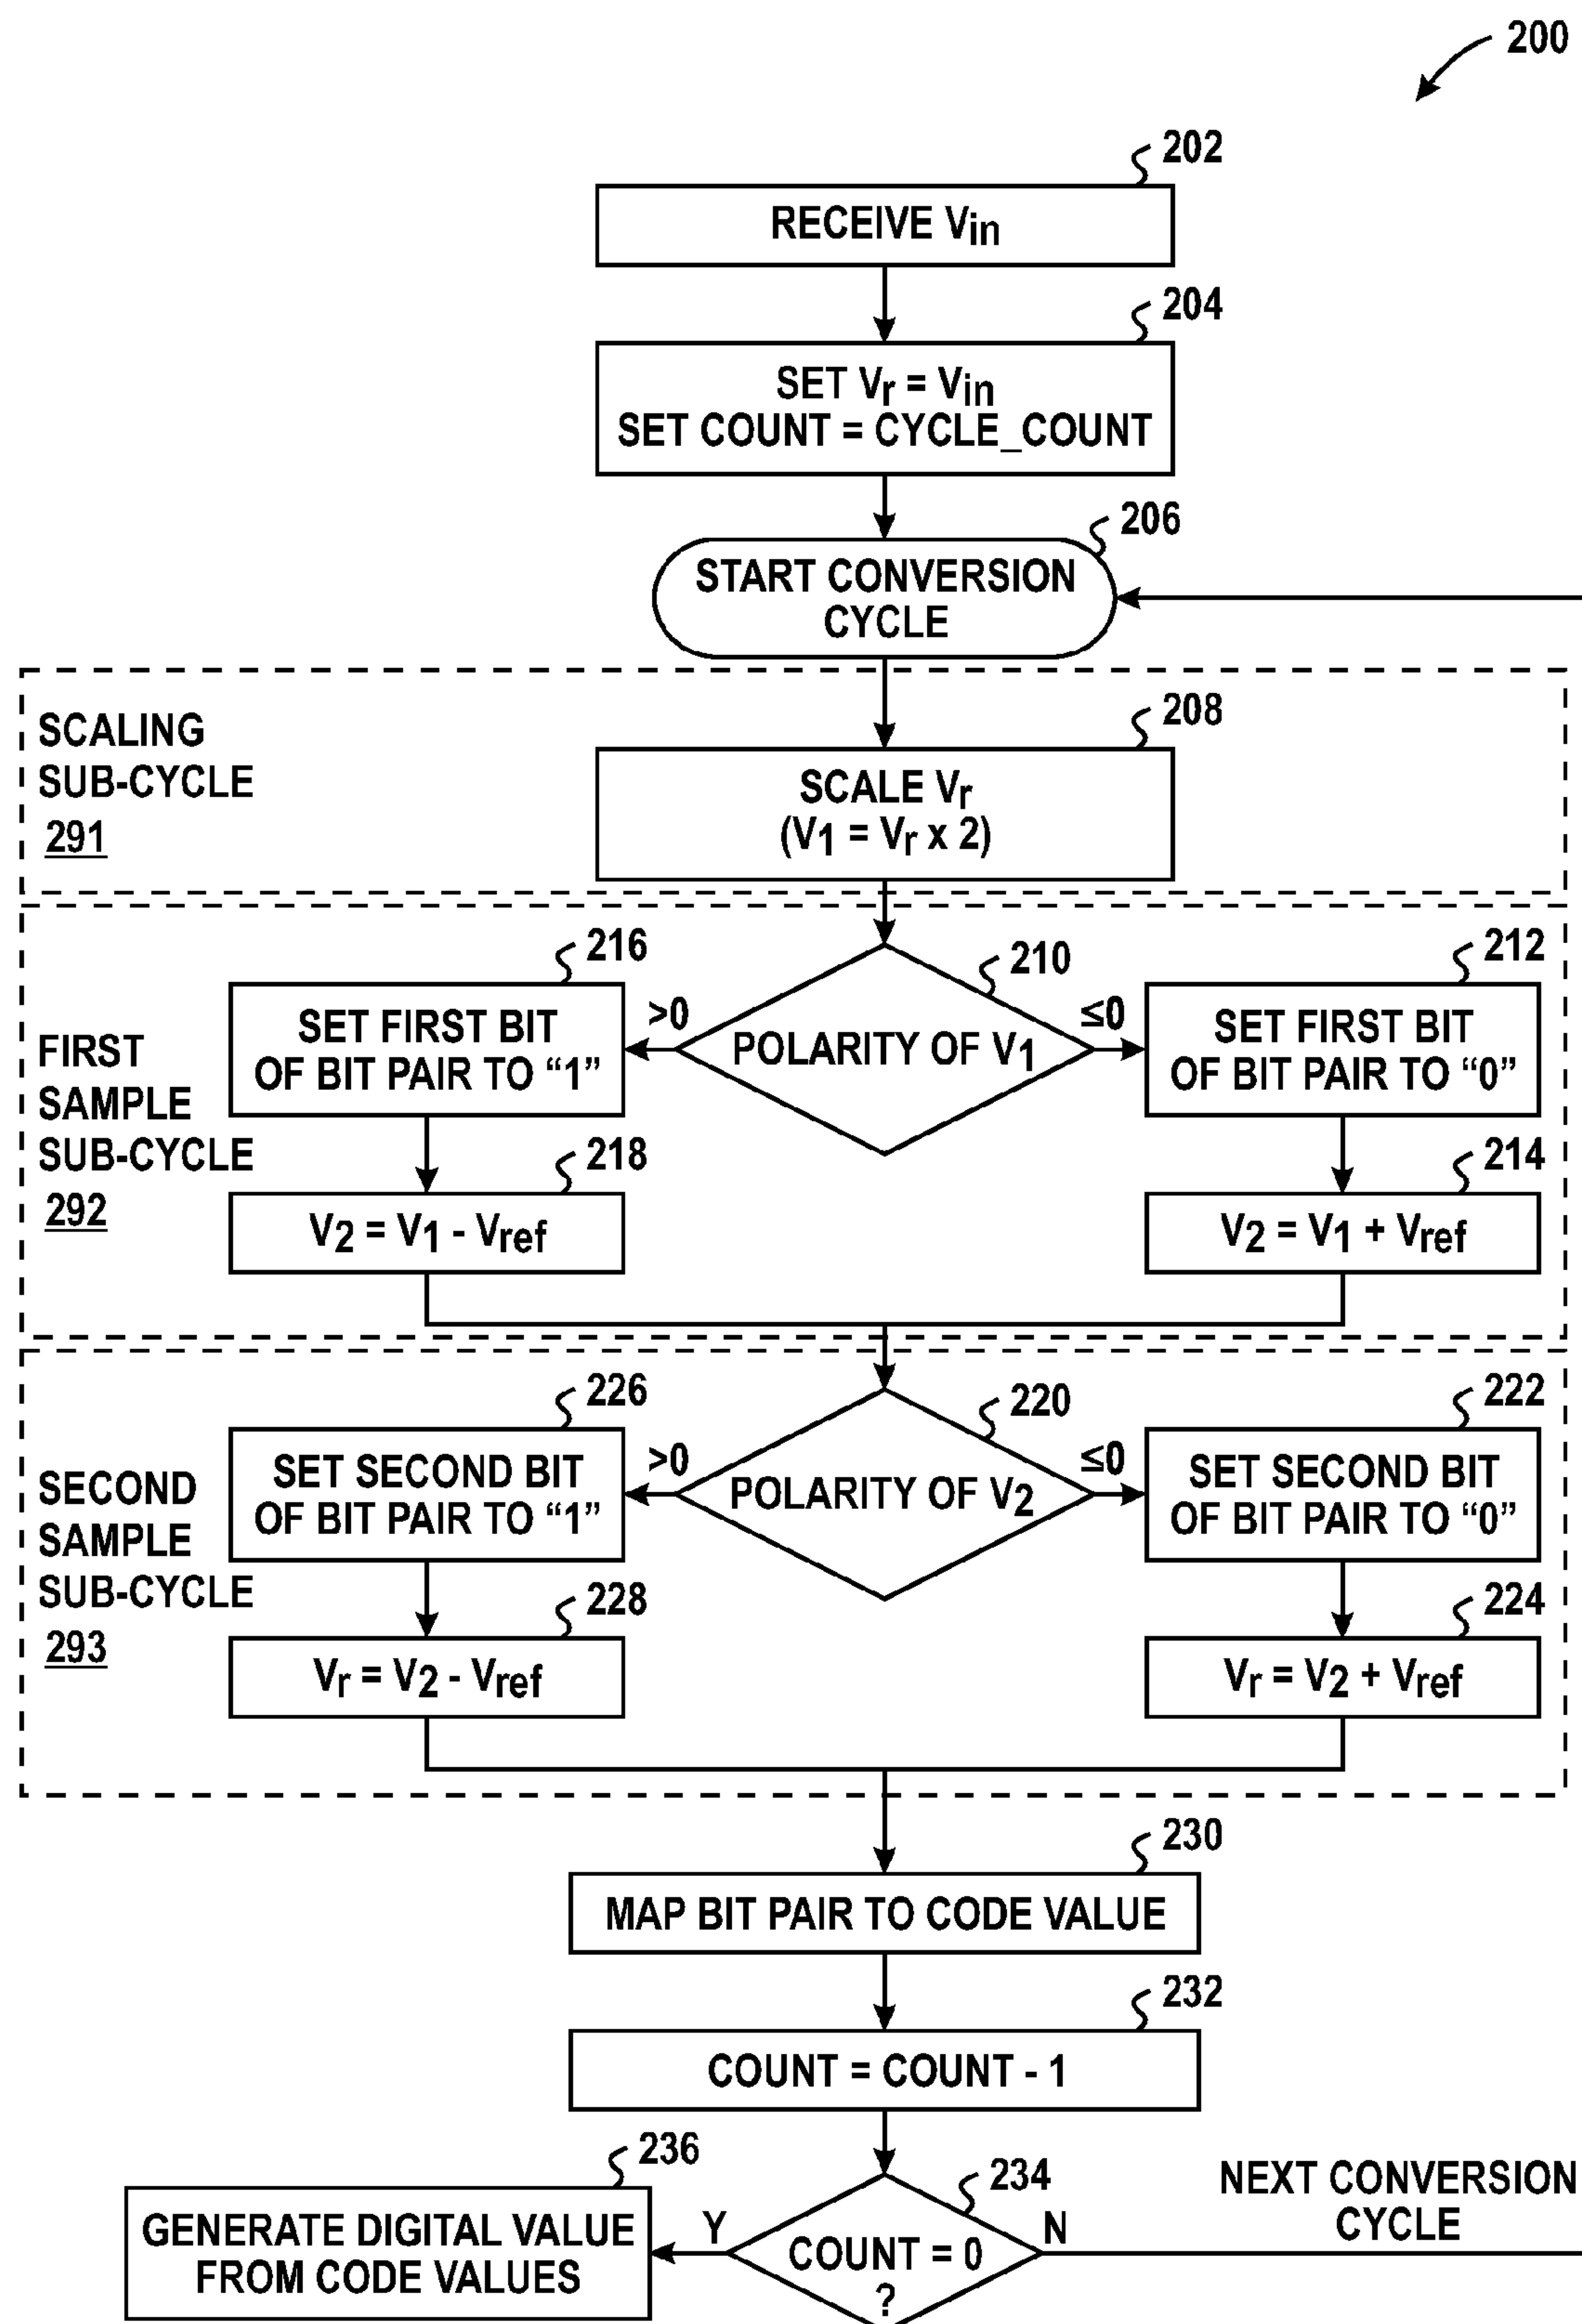 200
202
RECEIVE Vin
204
SET Vr = Vin
SET COUNT = CYCLE_COUNT
206
START CONVERSION
CYCLE
SCALING
SUB-CYCLE
291
208
SCALE Vr
(V1 = Vr x 2)
FIRST
SAMPLE
SUB-CYCLE
292
216
SET FIRST BIT
OF BIT PAIR TO “1”
>0
210
POLARITY OF V1
≤0
212
SET FIRST BIT
OF BIT PAIR TO “0”
218
V2 = V1 - Vref
214
V2 = V1 + Vref
SECOND
SAMPLE
SUB-CYCLE
293
226
SET SECOND BIT
OF BIT PAIR TO “1”
>0
220
POLARITY OF V2
≤0
222
SET SECOND BIT
OF BIT PAIR TO “0”
228
Vr = V2 - Vref
224
Vr = V2 + Vref
230
MAP BIT PAIR TO CODE VALUE
232
COUNT = COUNT - 1
236
GENERATE DIGITAL VALUE
FROM CODE VALUES
Y
234
COUNT = 0
?
N
NEXT CONVERSION
CYCLE